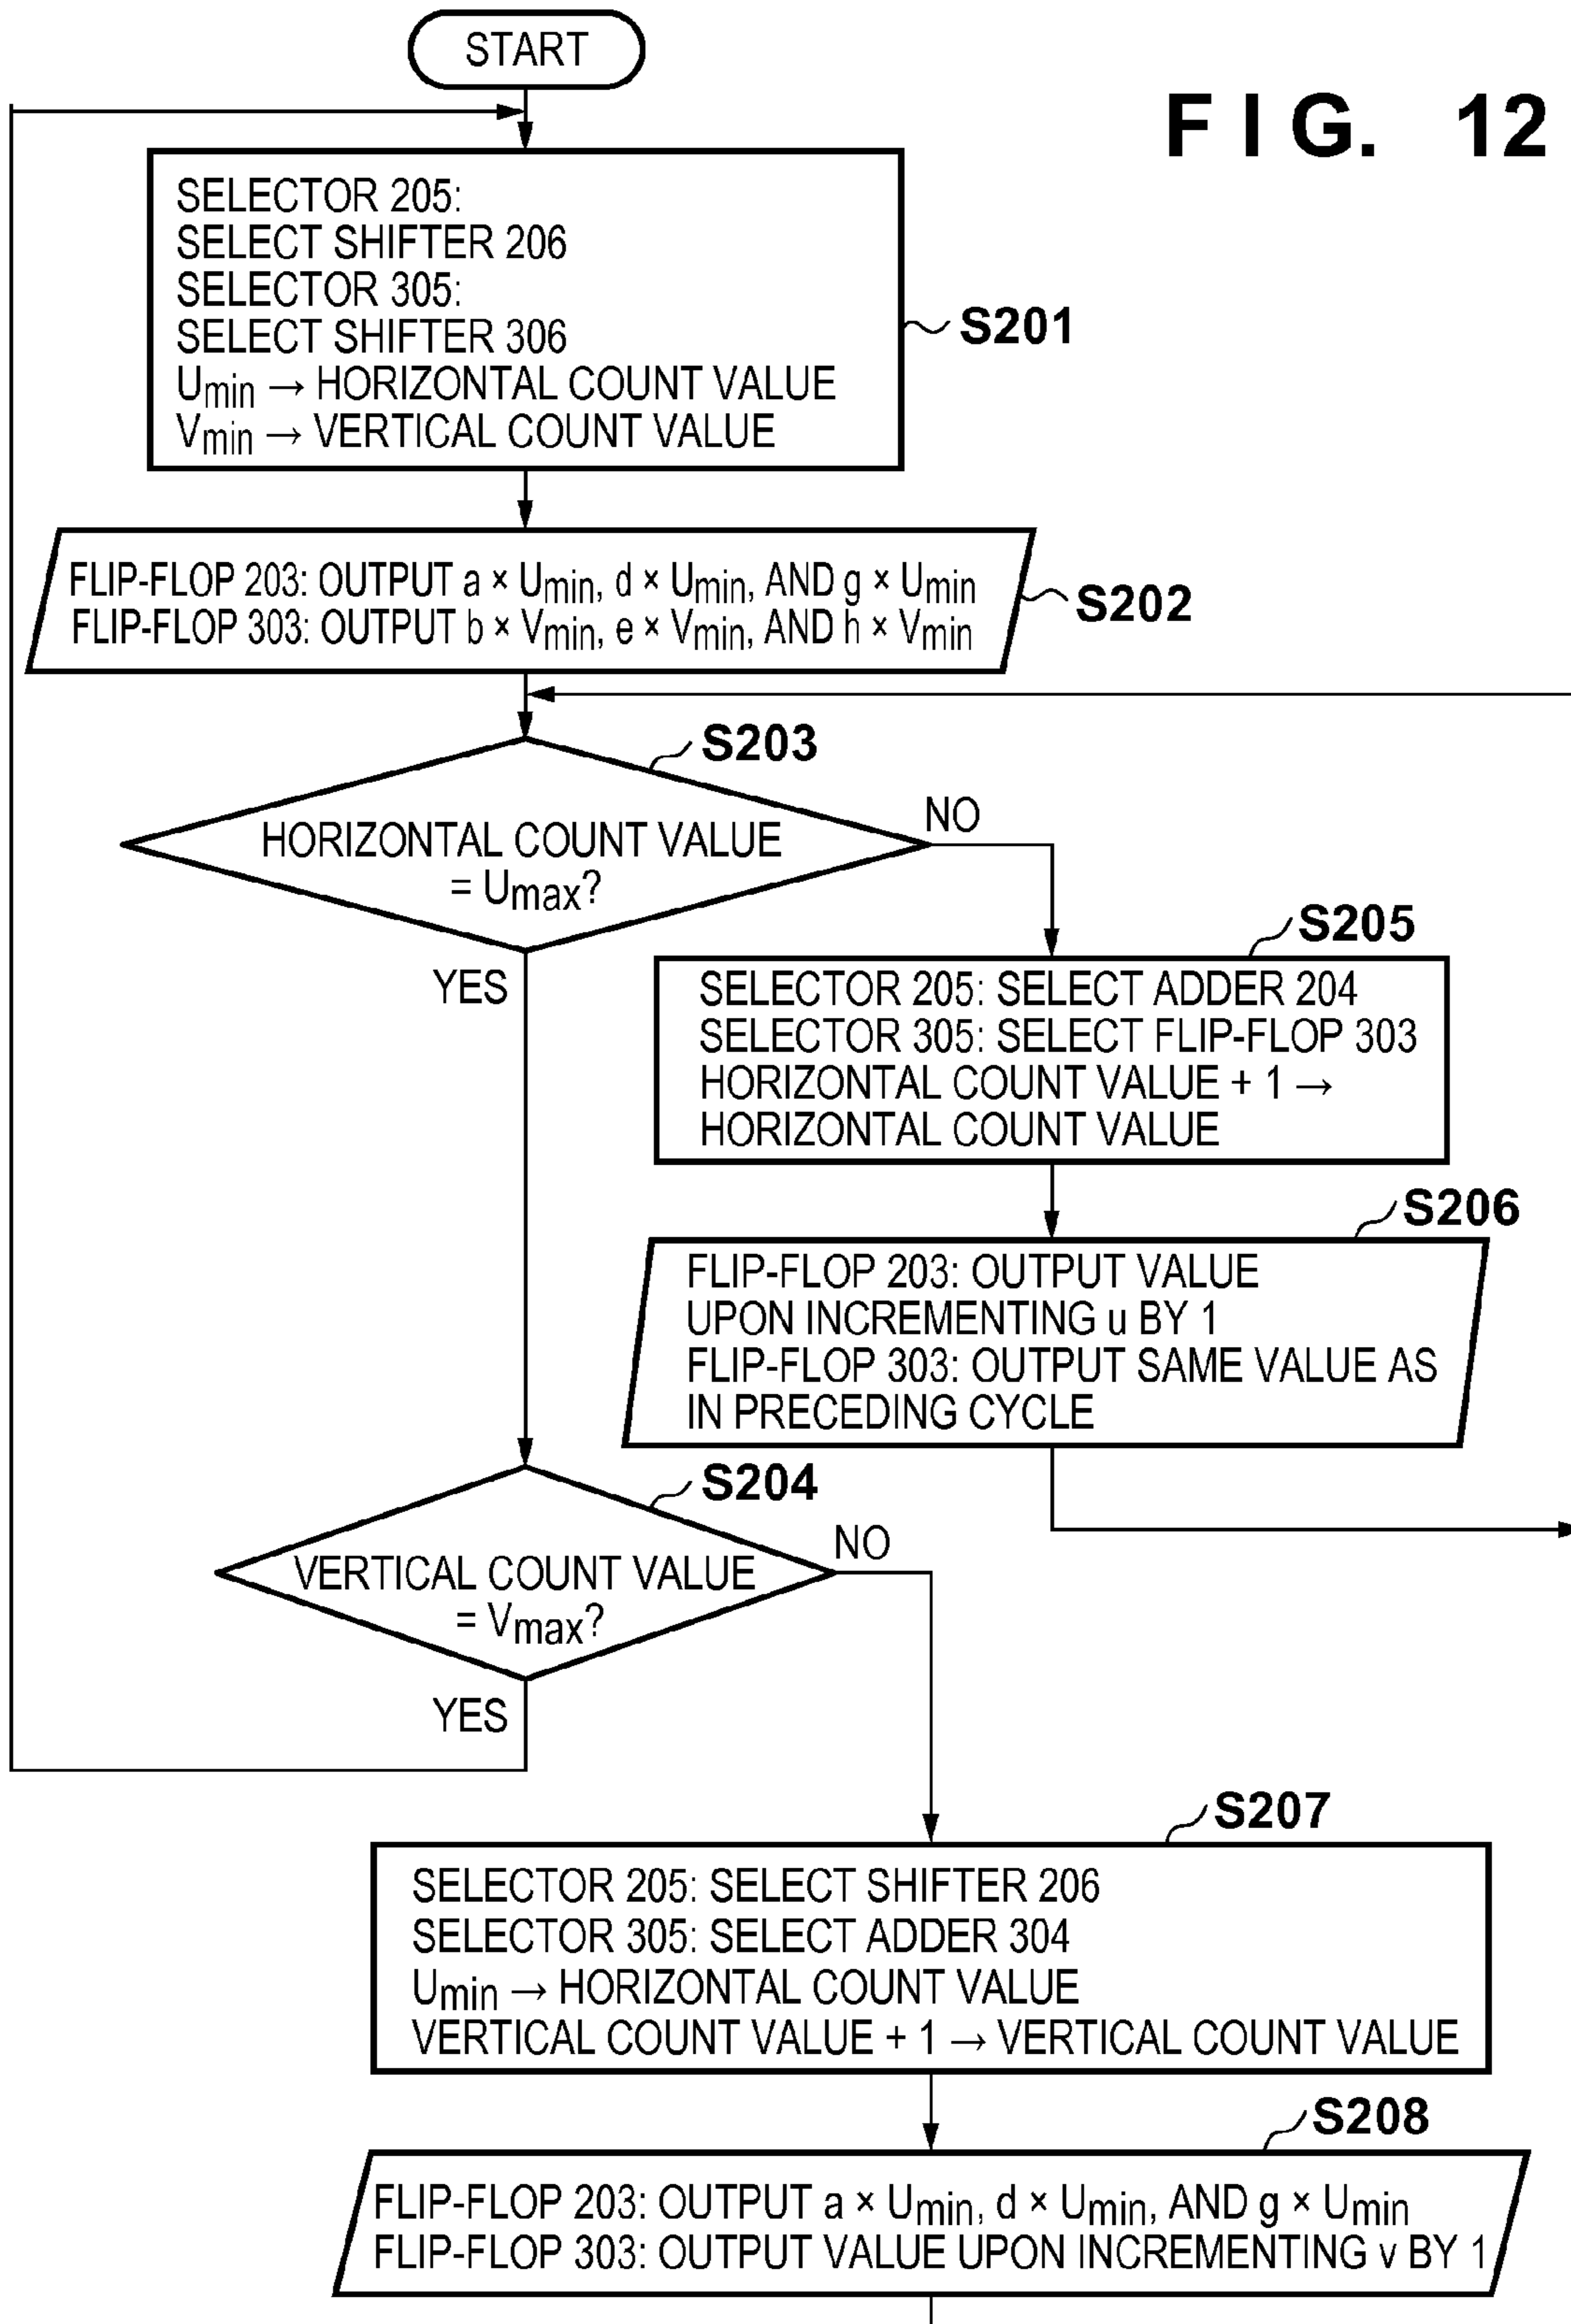 START
F I G. 12
SELECTOR 205:
SELECT SHIFTER 206
SELECTOR 305:
SELECT SHIFTER 306
Umin → HORIZONTAL COUNT VALUE
Vmin → VERTICAL COUNT VALUE
S201
FLIP-FLOP 203: OUTPUT a × Umin, d × Umin, AND g × Umin
FLIP-FLOP 303: OUTPUT b × Vmin, e × Vmin, AND h × Vmin
S202
S203
HORIZONTAL COUNT VALUE
= Umax?
NO
YES
S205
SELECTOR 205: SELECT ADDER 204
SELECTOR 305: SELECT FLIP-FLOP 303
HORIZONTAL COUNT VALUE + 1 →
HORIZONTAL COUNT VALUE
S206
FLIP-FLOP 203: OUTPUT VALUE
UPON INCREMENTING u BY 1
FLIP-FLOP 303: OUTPUT SAME VALUE AS
IN PRECEDING CYCLE
S204
VERTICAL COUNT VALUE
= Vmax?
NO
YES
S207
SELECTOR 205: SELECT SHIFTER 206
SELECTOR 305: SELECT ADDER 304
Umin → HORIZONTAL COUNT VALUE
VERTICAL COUNT VALUE + 1 → VERTICAL COUNT VALUE
S208
FLIP-FLOP 203: OUTPUT a × Umin, d × Umin, AND g × Umin
FLIP-FLOP 303: OUTPUT VALUE UPON INCREMENTING v BY 1